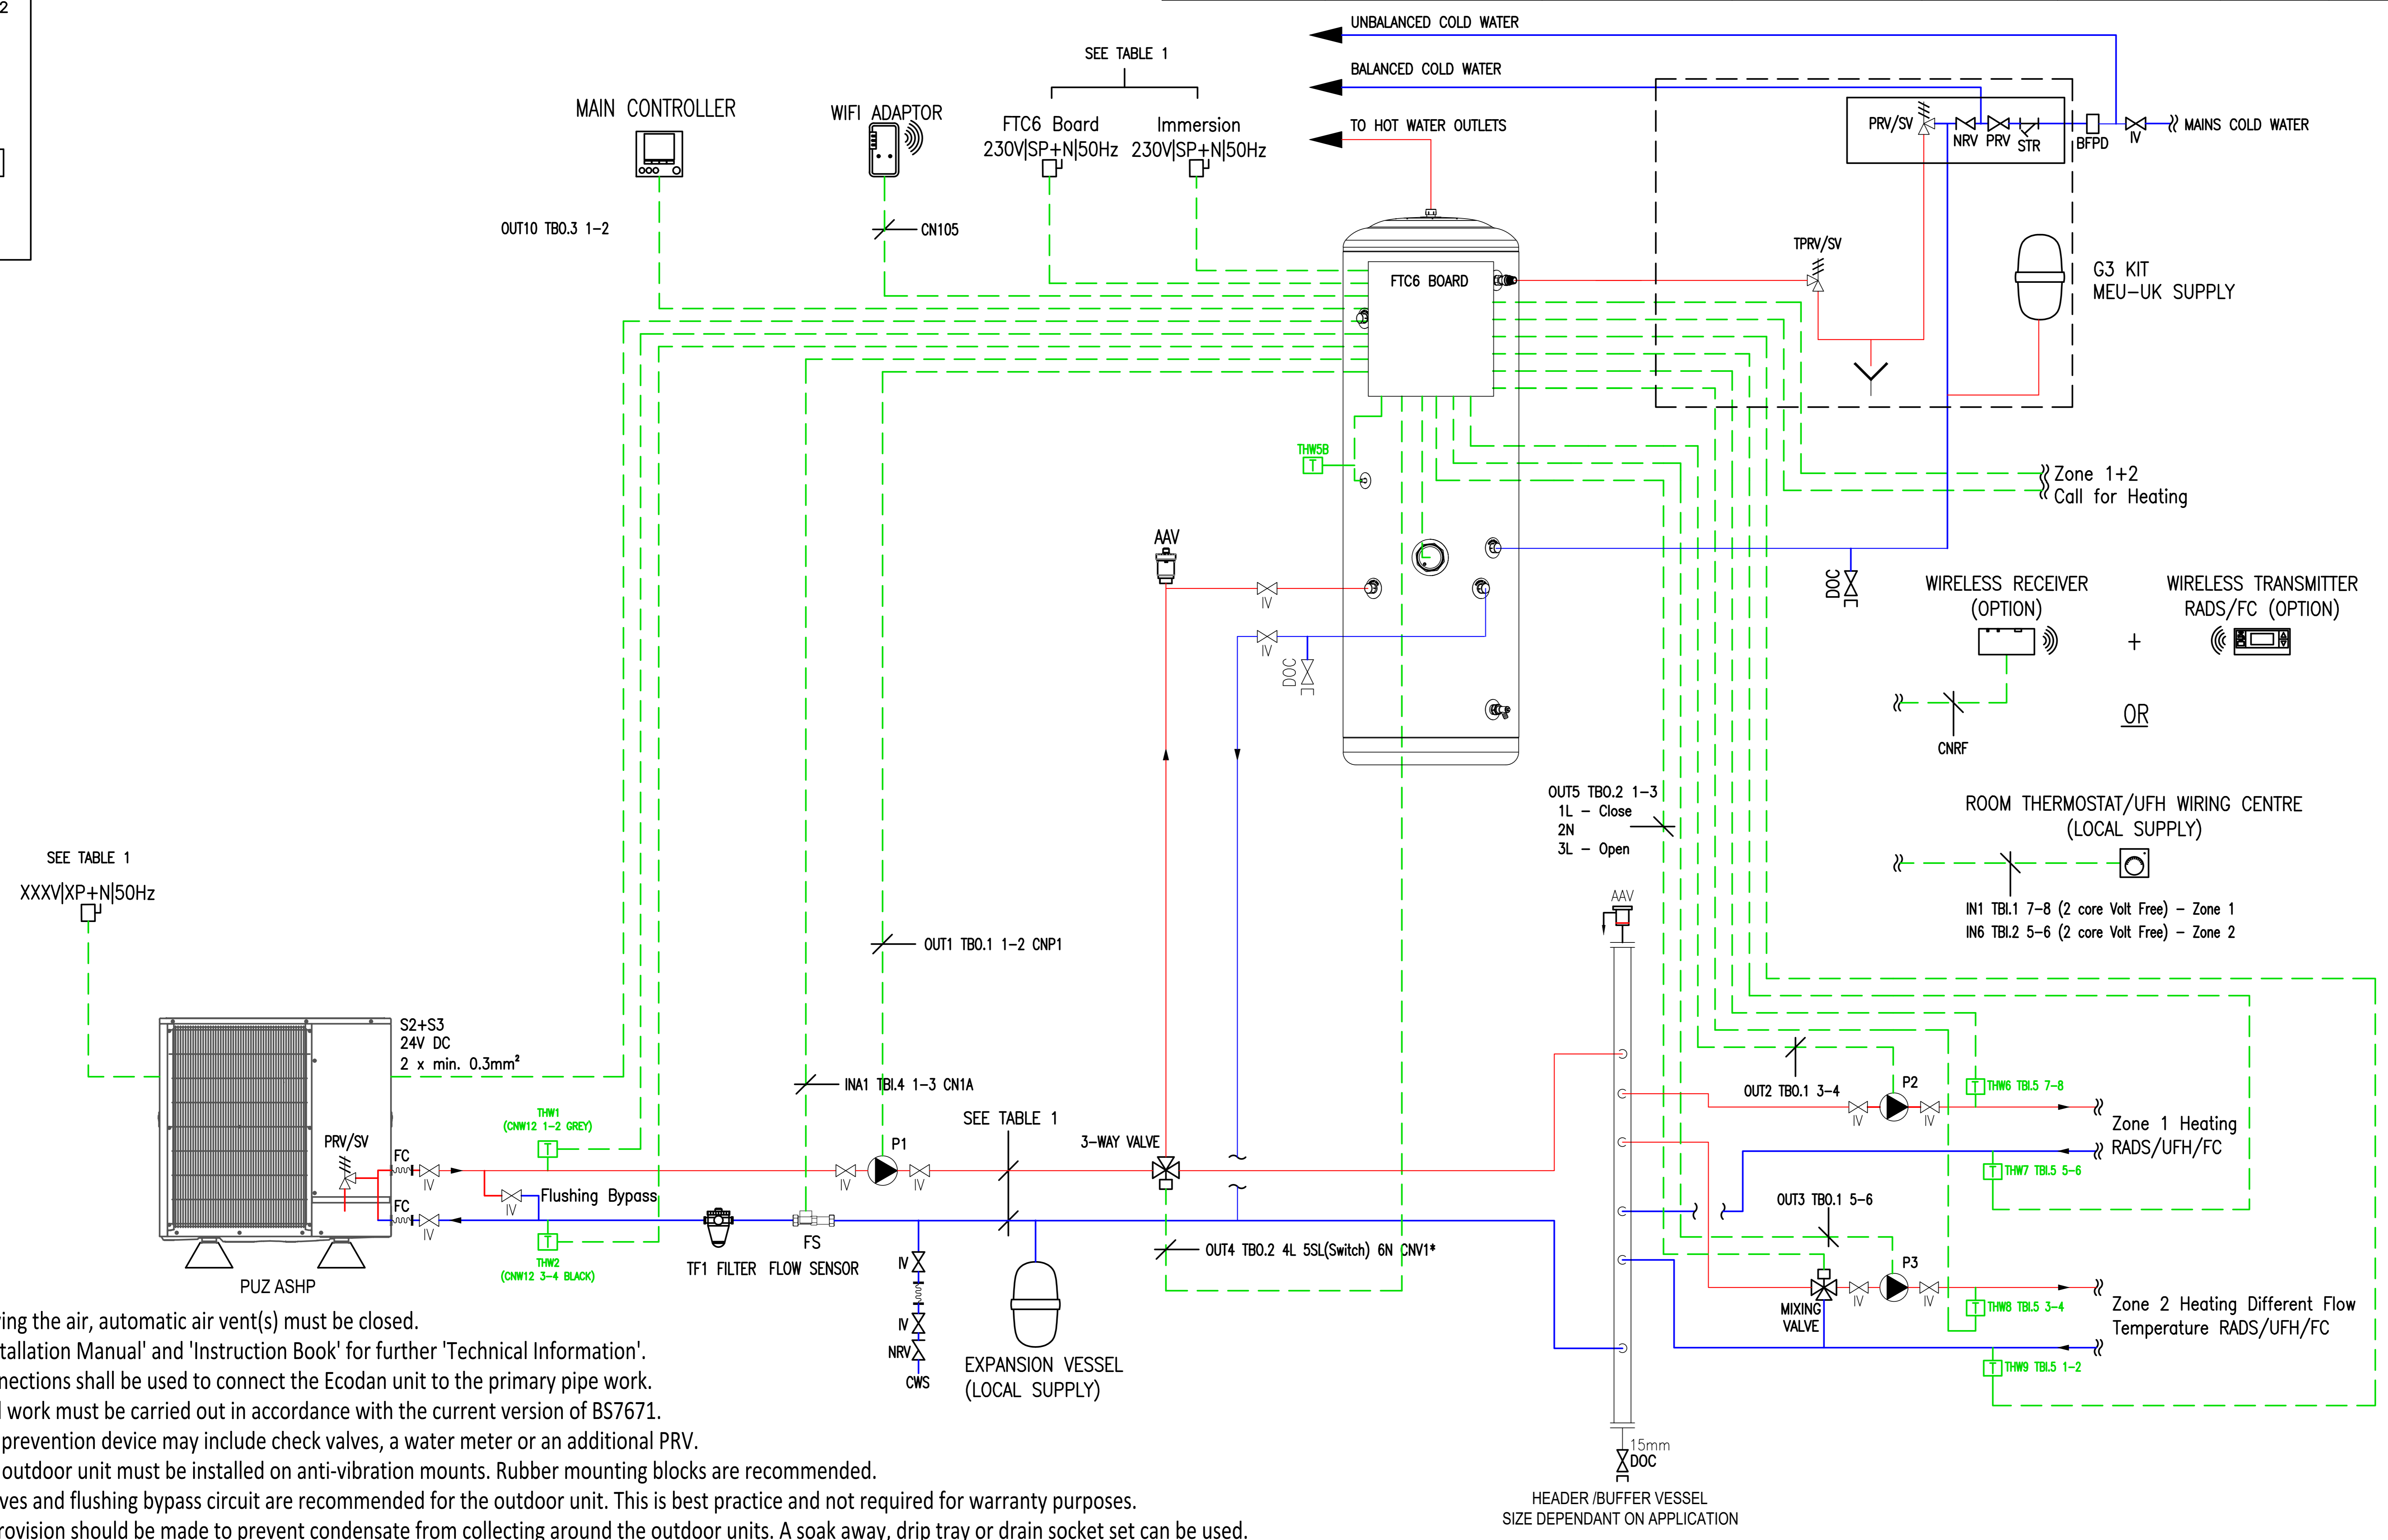 2
UNBALANCED COLD WATER
SEE TABLE 1
BALANCED COLD WATER
MAIN CONTROLLER
WIFI ADAPTOR
FTC6 Board
230V|SP+N|50Hz
Immersion
230V|SP+N|50Hz
TO HOT WATER OUTLETS
PRV/SV
NRV
PRV
STR
BFPD
IV
MAINS COLD WATER
OUT10 TBO.3 1-2
CN105
TPRV/SV
FTC6 BOARD
G3 KIT
MEU-UK SUPPLY
THW5B
T
Zone 1+2
Call for Heating
AAV
IV
IV
DOC
DOC
WIRELESS RECEIVER
(OPTION)
WIRELESS TRANSMITTER
RADS/FC (OPTION)
+
CNRF
OR
OUT5 TBO.2 1-3
1L - Close
2N
3L - Open
ROOM THERMOSTAT/UFH WIRING CENTRE
(LOCAL SUPPLY)
IN1 TBI.1 7-8 (2 core Volt Free) - Zone 1
IN6 TBI.2 5-6 (2 core Volt Free) - Zone 2
SEE TABLE 1
XXXV|XP+N|50Hz
AAV
OUT1 TBO.1 1-2 CNP1
S2+S3
24V DC
2 x min. 0.3mm²
INA1 TBI.4 1-3 CN1A
THW1
(CNW12 1-2 GREY)
T
SEE TABLE 1
PRV/SV
FC
IV
P1
IV
IV
3-WAY VALVE
Flushing Bypass
IV
FC
IV
T
THW2
(CNW12 3-4 BLACK)
TF1 FILTER
FS
FLOW SENSOR
IV
IV
NRV
CWS
OUT4 TBO.2 4L 5SL(Switch) 6N CNV1*
EXPANSION VESSEL
(LOCAL SUPPLY)
PUZ ASHP
OUT2 TBO.1 3-4
P2
IV
IV
T
THW6 TBI.5 7-8
Zone 1 Heating
RADS/UFH/FC
T
THW7 TBI.5 5-6
OUT3 TBO.1 5-6
P3
MIXING
VALVE
IV
IV
T
THW8 TBI.5 3-4
Zone 2 Heating Different Flow
Temperature RADS/UFH/FC
T
THW9 TBI.5 1-2
15mm
DOC
HEADER /BUFFER VESSEL
SIZE DEPENDANT ON APPLICATION
ring the air, automatic air vent(s) must be closed.
tallation Manual' and 'Instruction Book' for further 'Technical Information'.
nnections shall be used to connect the Ecodan unit to the primary pipe work.
l work must be carried out in accordance with the current version of BS7671.
prevention device may include check valves, a water meter or an additional PRV.
outdoor unit must be installed on anti-vibration mounts. Rubber mounting blocks are recommended.
ves and flushing bypass circuit are recommended for the outdoor unit. This is best practice and not required for warranty purposes.
rovision should be made to prevent condensate from collecting around the outdoor units. A soak away, drip tray or drain socket set can be used.